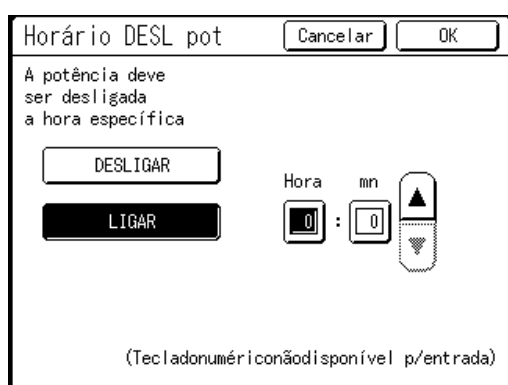 Horário DESL pot
Cancelar
OK
A potência deve
ser desligada
a hora específica
DESLIGAR
LIGAR
Hora mn
0 : 0
(Tecladonumériconãodisponível p/entrada)